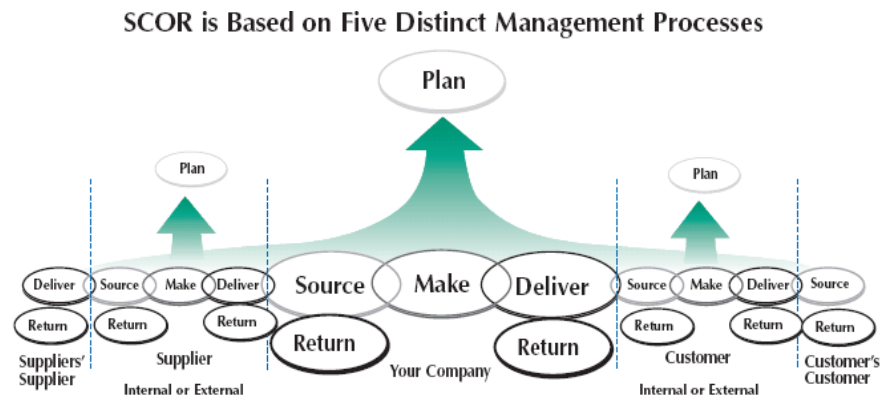 SCOR is Based on Five Distinct Management Processes
Plan
Plan
Plan
Deliver
Source
Make
Deliver
Source
Make
Deliver
Source
Make
Deliver
Source
Return
Return
Return
Return
Return
Return
Return
Return
Suppliers'
Supplier
Supplier
Internal or External
Your Company
Customer
Internal or External
Customer's
Customer